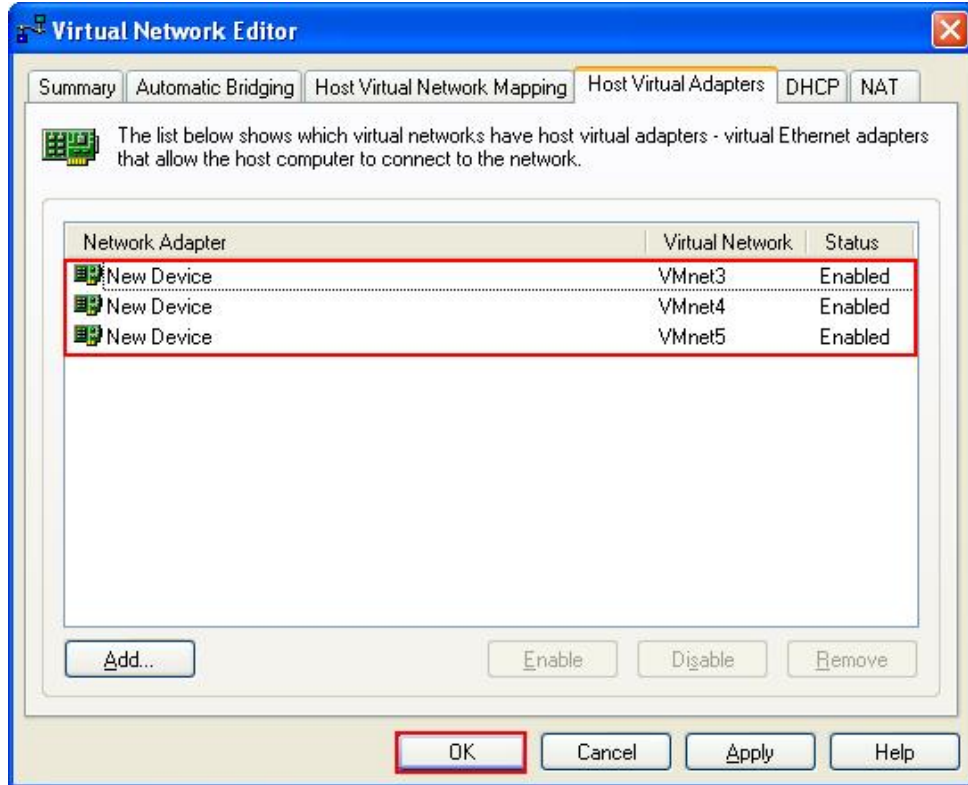 Virtual Network Editor
Summary Automatic Bridging Host Virtual Network Mapping Host Virtual Adapters DHCP NAT
The list below shows which virtual networks have host virtual adapters - virtual Ethernet adapters
that allow the host computer to connect to the network.
Network Adapter Virtual Network Status
New Device VMnet3 Enabled
New Device VMnet4 Enabled
New Device VMnet5 Enabled
Add... Enable Disable Remove
OK Cancel Apply Help